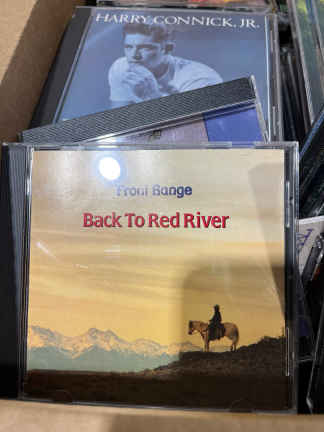 HARRY CONNICK, JR.
Front Range
Back To Red River